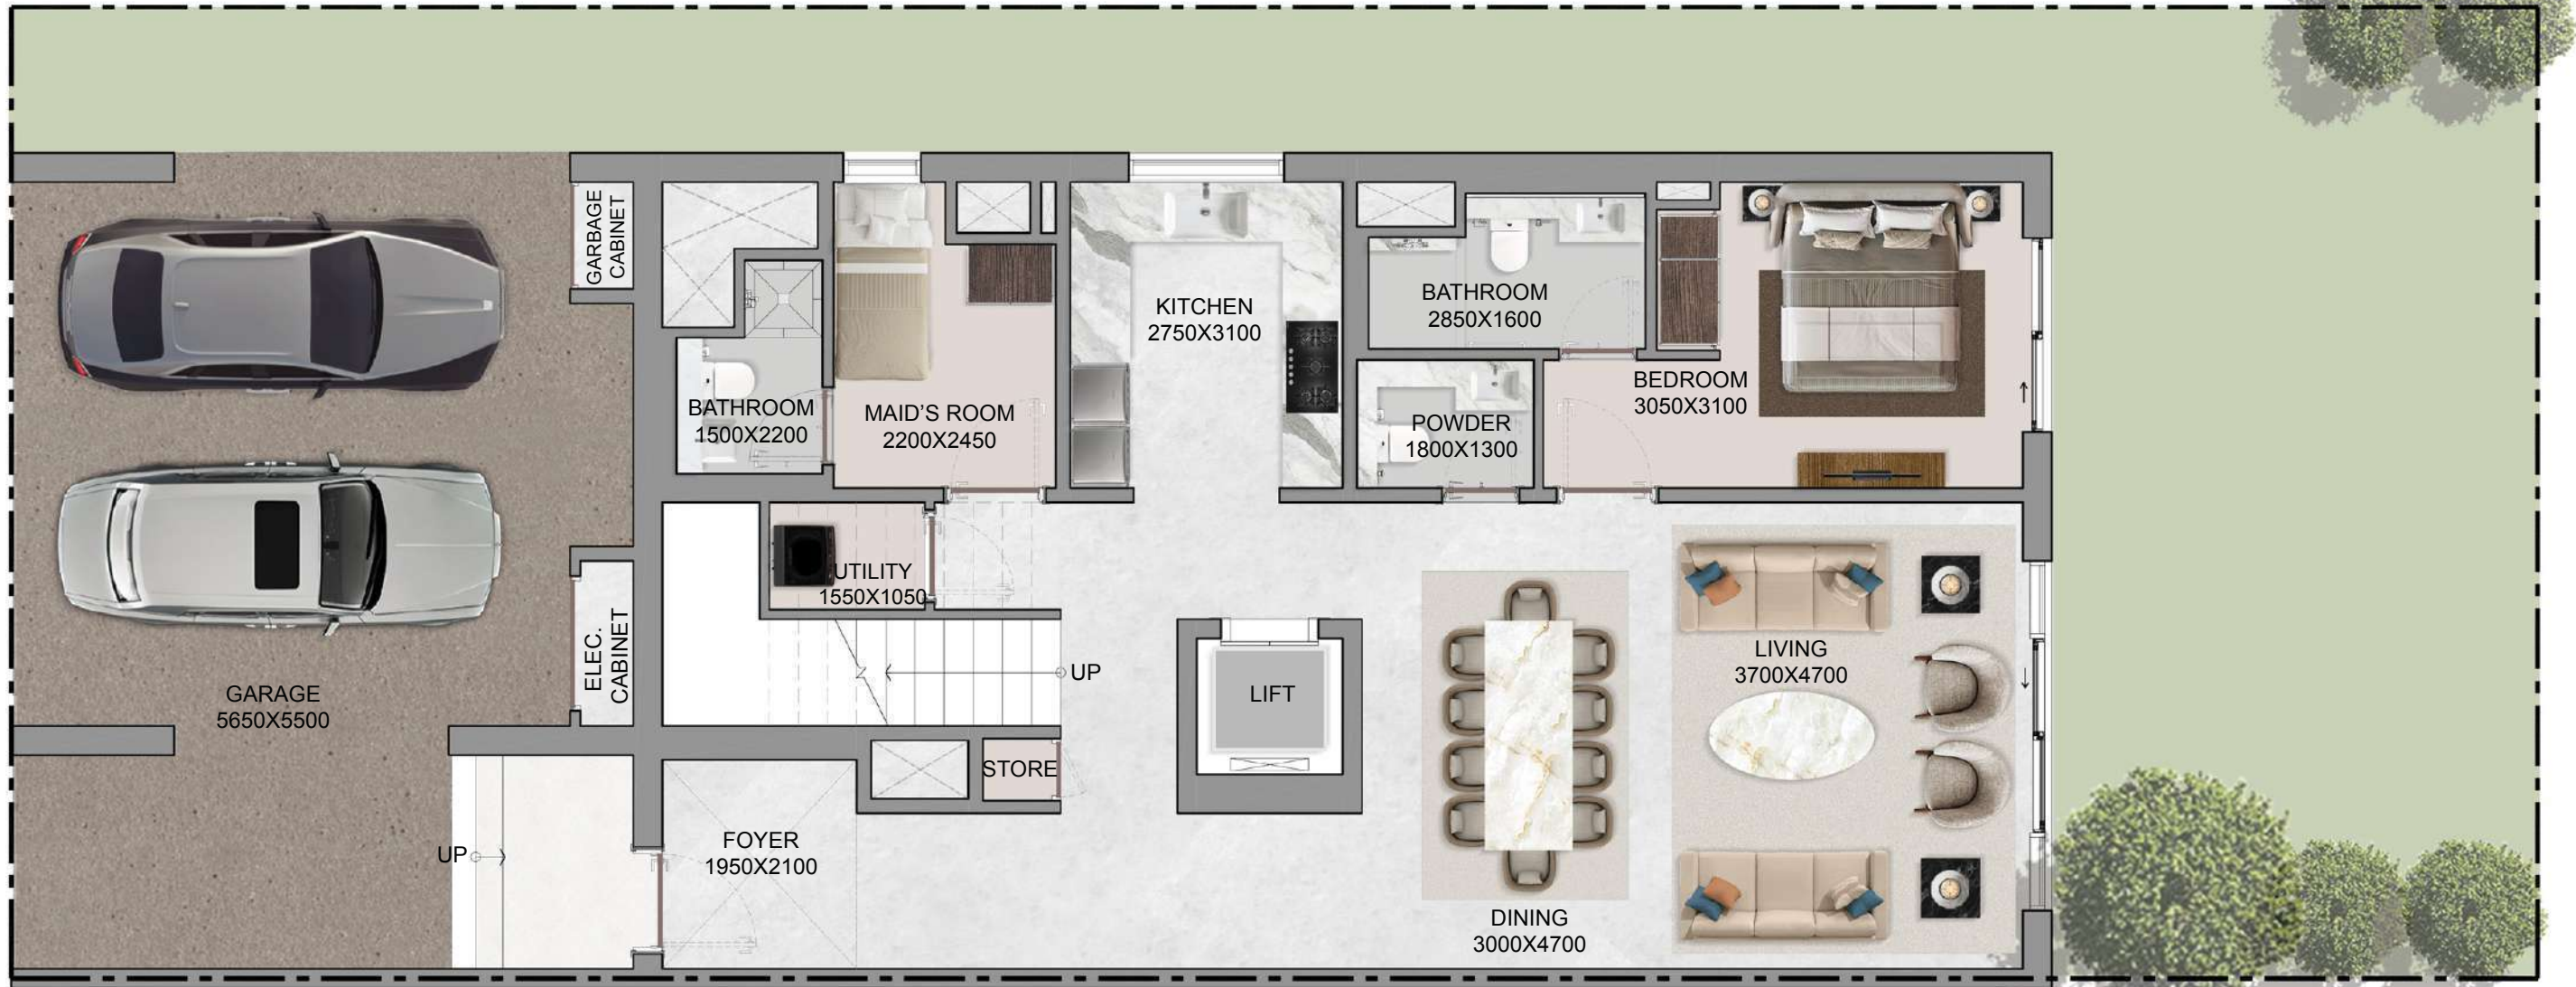 GARBAGE
CABINET
KITCHEN
2750X3100
BATHROOM
2850X1600
BEDROOM
3050X3100
BATHROOM
1500X2200
MAID'S ROOM
2200X2450
POWDER
1800X1300
UTILITY
1550X1050
ELEC.
CABINET
UP
LIVING
3700X4700
GARAGE
5650X5500
LIFT
STORE
FOYER
1950X2100
UP
DINING
3000X4700